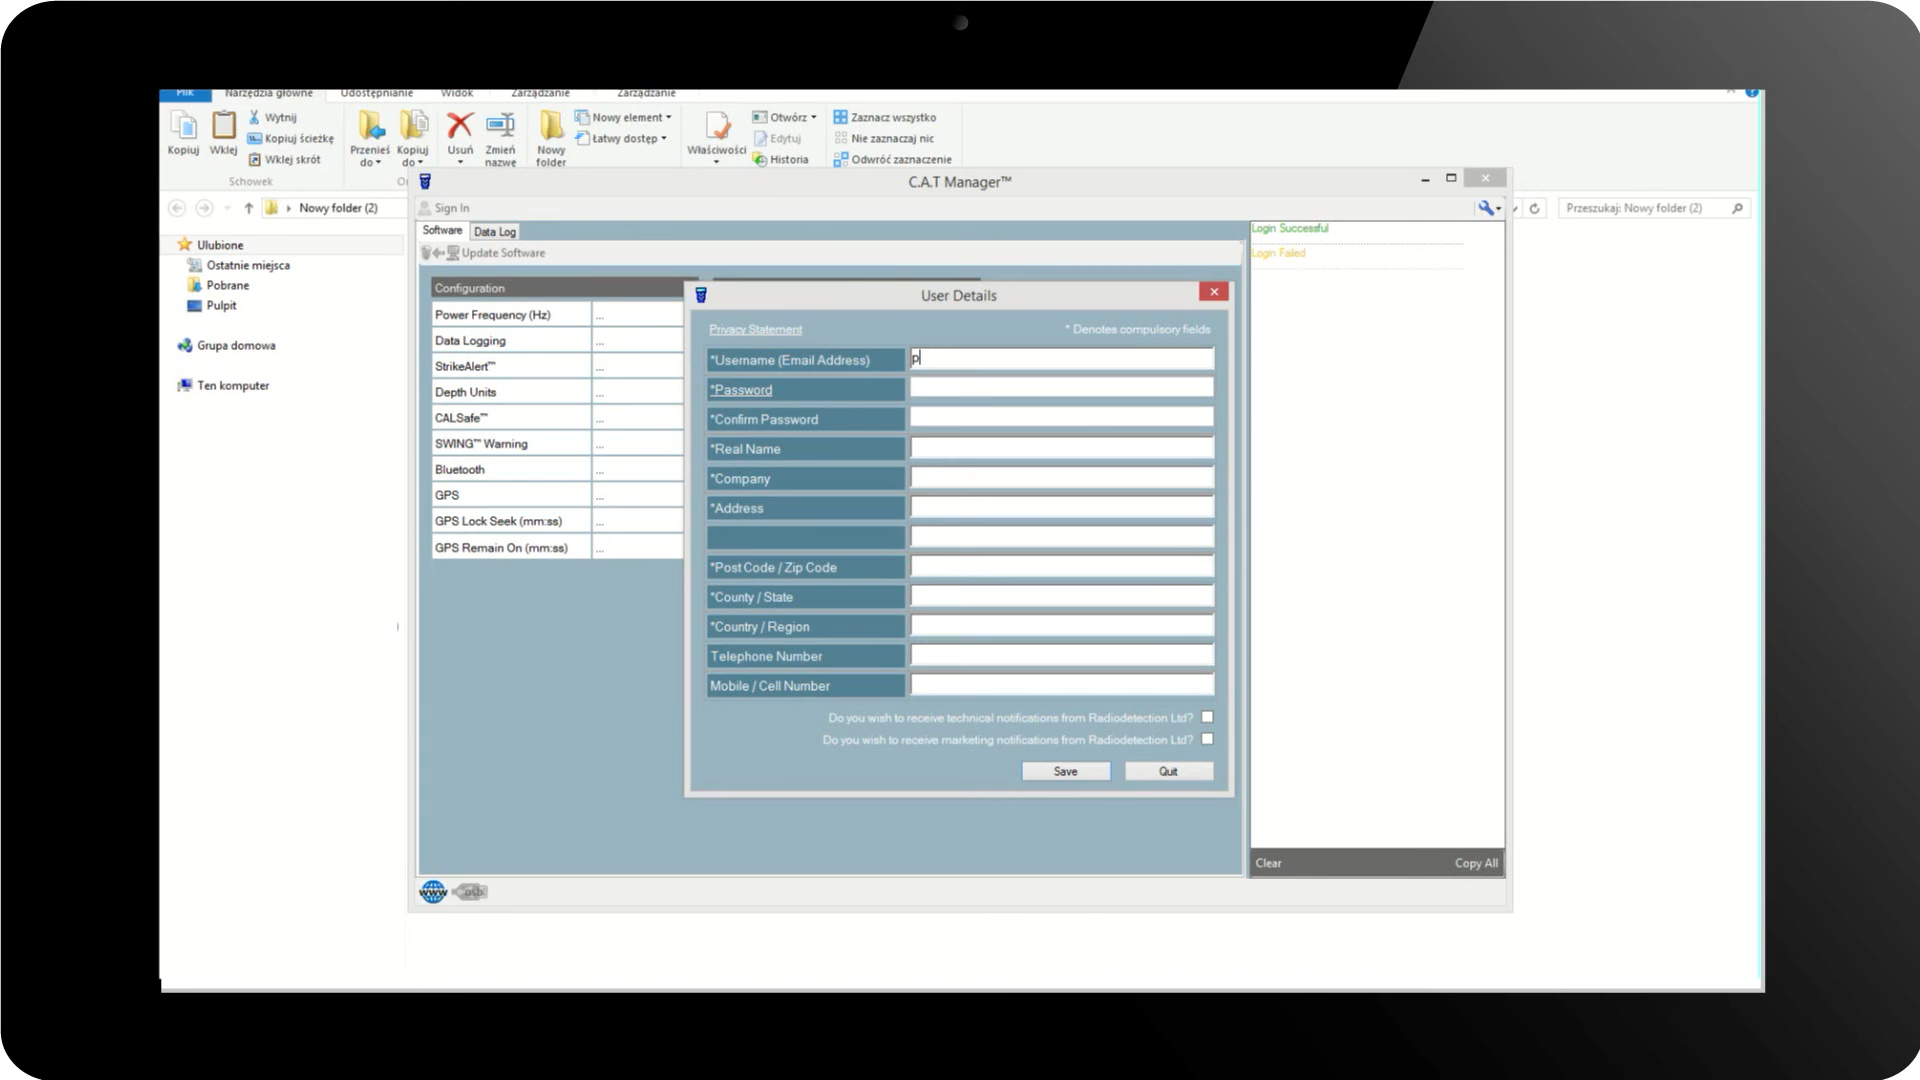 Plik Narzędzia główne Udostępnianie Widok Zarządzanie Zarządzanie
Kopiuj
Wklej
Wytnij
Kopiuj ścieżkę
Wklej skrót
Schowek
Przenieś do
Kopiuj do
Usuń
Zmień nazwę
Nowy folder
Nowy element
Łatwy dostęp
Właściwości
Otwórz
Edytuj
Historia
Zaznacz wszystko
Nie zaznaczaj nic
Odwróć zaznaczenie
Nowy folder (2)
Przeszukaj: Nowy folder (2)
Ulubione
Ostatnie miejsca
Pobrane
Pulpit
Grupa domowa
Ten komputer
C.A.T Manager™
Sign In
Software Data Log
Update Software
Configuration
Power Frequency (Hz) ...
Data Logging ...
StrikeAlert™ ...
Depth Units ...
CALSafe™ ...
SWING™ Warning ...
Bluetooth ...
GPS ...
GPS Lock Seek (mm:ss) ...
GPS Remain On (mm:ss) ...
www usb
User Details
Privacy Statement * Denotes compulsory fields
*Username (Email Address) p
*Password
*Confirm Password
*Real Name
*Company
*Address
*Post Code / Zip Code
*County / State
*Country / Region
Telephone Number
Mobile / Cell Number
Do you wish to receive technical notifications from Radiodetection Ltd?
Do you wish to receive marketing notifications from Radiodetection Ltd?
Save Quit
Login Successful
Login Failed
Clear Copy All